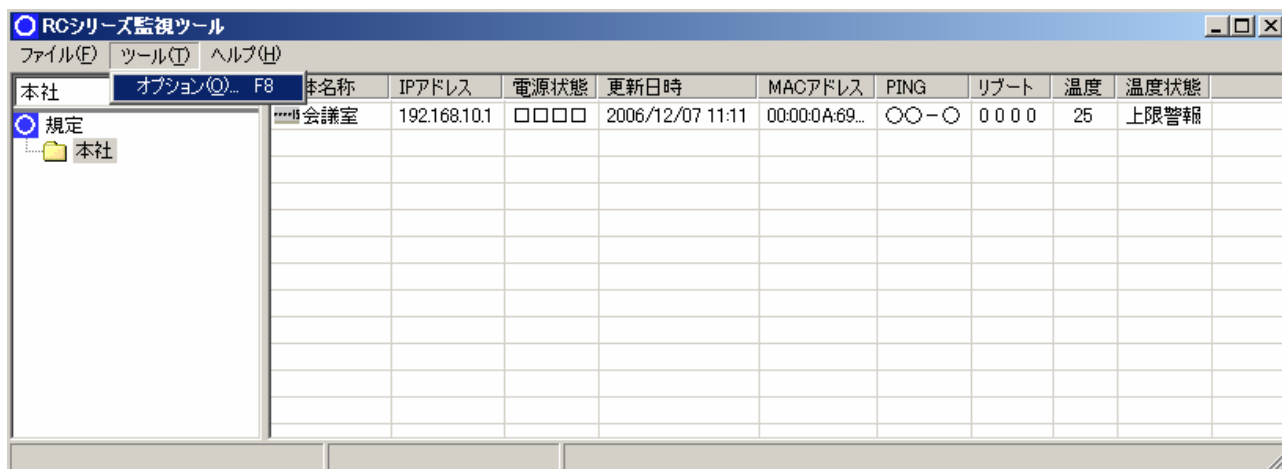 RCシリーズ監視ツール
ファイル(F) ツール(T) ヘルプ(H)
オプション(O)... F8
本社
体名称 IPアドレス 電源状態 更新日時 MACアドレス PING リブート 温度 温度状態
会議室 192.168.10.1 □□□□ 2006/12/07 11:11 00:00:0A:69... ○○-○ 0 0 0 0 25 上限警報
規定
本社